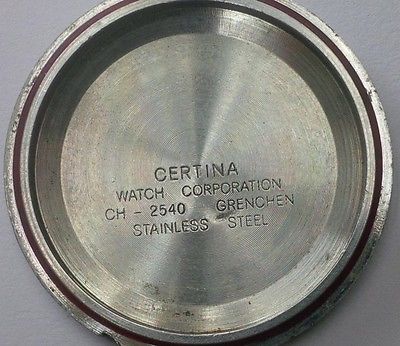 CERTINA
WATCH CORPORATION
CH - 2540 GRENCHEN
STAINLESS STEEL